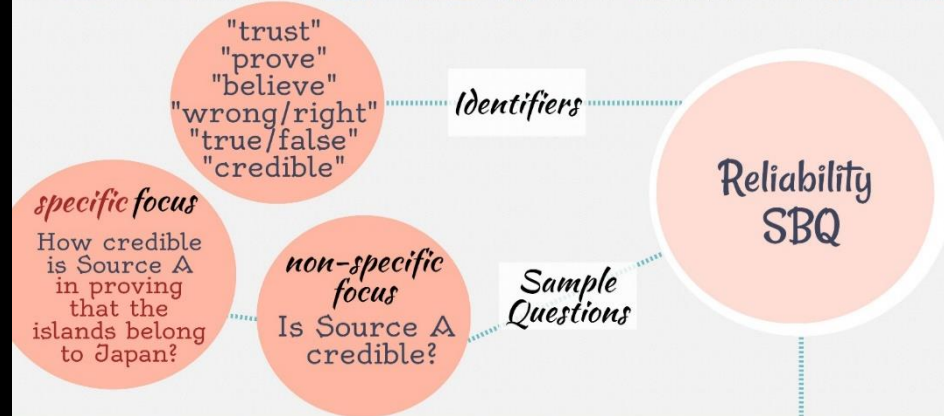 "trust"
"prove"
"believe"
"wrong/right"
"true/false"
"credible"
Identifiers
Reliability
SBQ
specific focus
How credible
is Source A
in proving
that the
islands belong
to Japan?
non-specific
focus
Is Source A
credible?
Sample
Questions